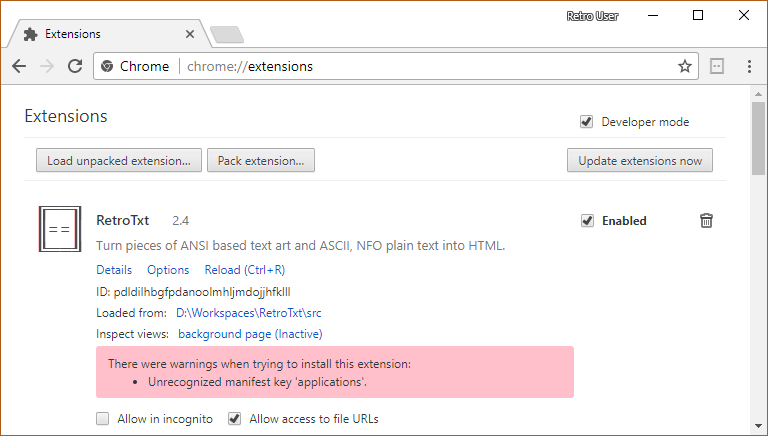 Retro User
Extensions
Chrome chrome://extensions
Extensions
Developer mode
Load unpacked extension... Pack extension... Update extensions now
== RetroTxt 2.4 Enabled
Turn pieces of ANSI based text art and ASCII, NFO plain text into HTML.
Details Options Reload (Ctrl+R)
ID: pdldilhbgfpdanoolmhljmdojjhfklll
Loaded from: D:\Workspaces\RetroTxt\src
Inspect views: background page (Inactive)
There were warnings when trying to install this extension:
• Unrecognized manifest key 'applications'.
Allow in incognito Allow access to file URLs